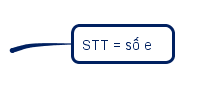 STT = số e